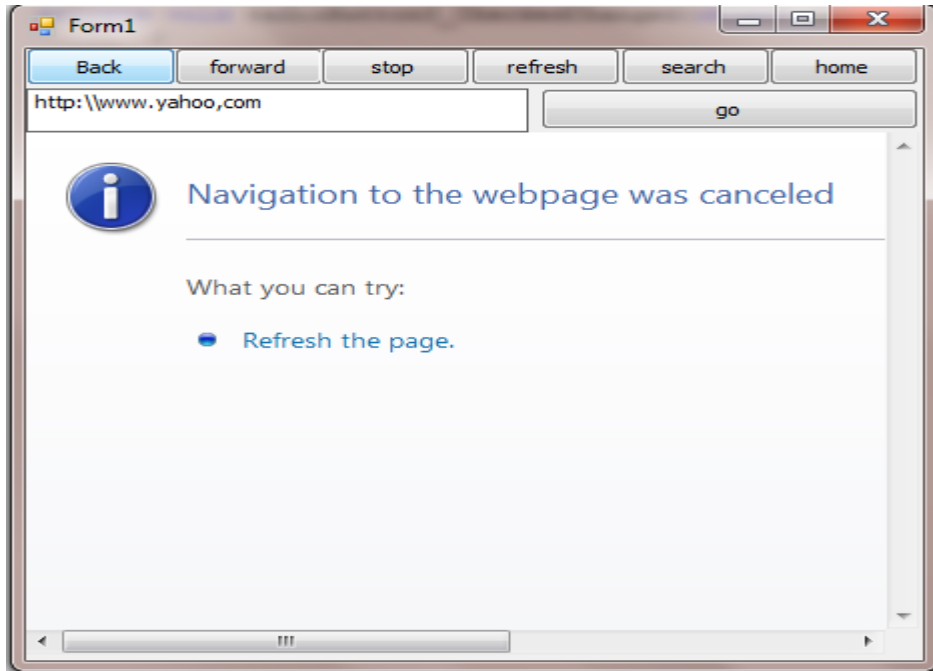 Form1
Back forward stop refresh search home
http:\\www.yahoo,com go
Navigation to the webpage was canceled
What you can try:
Refresh the page.